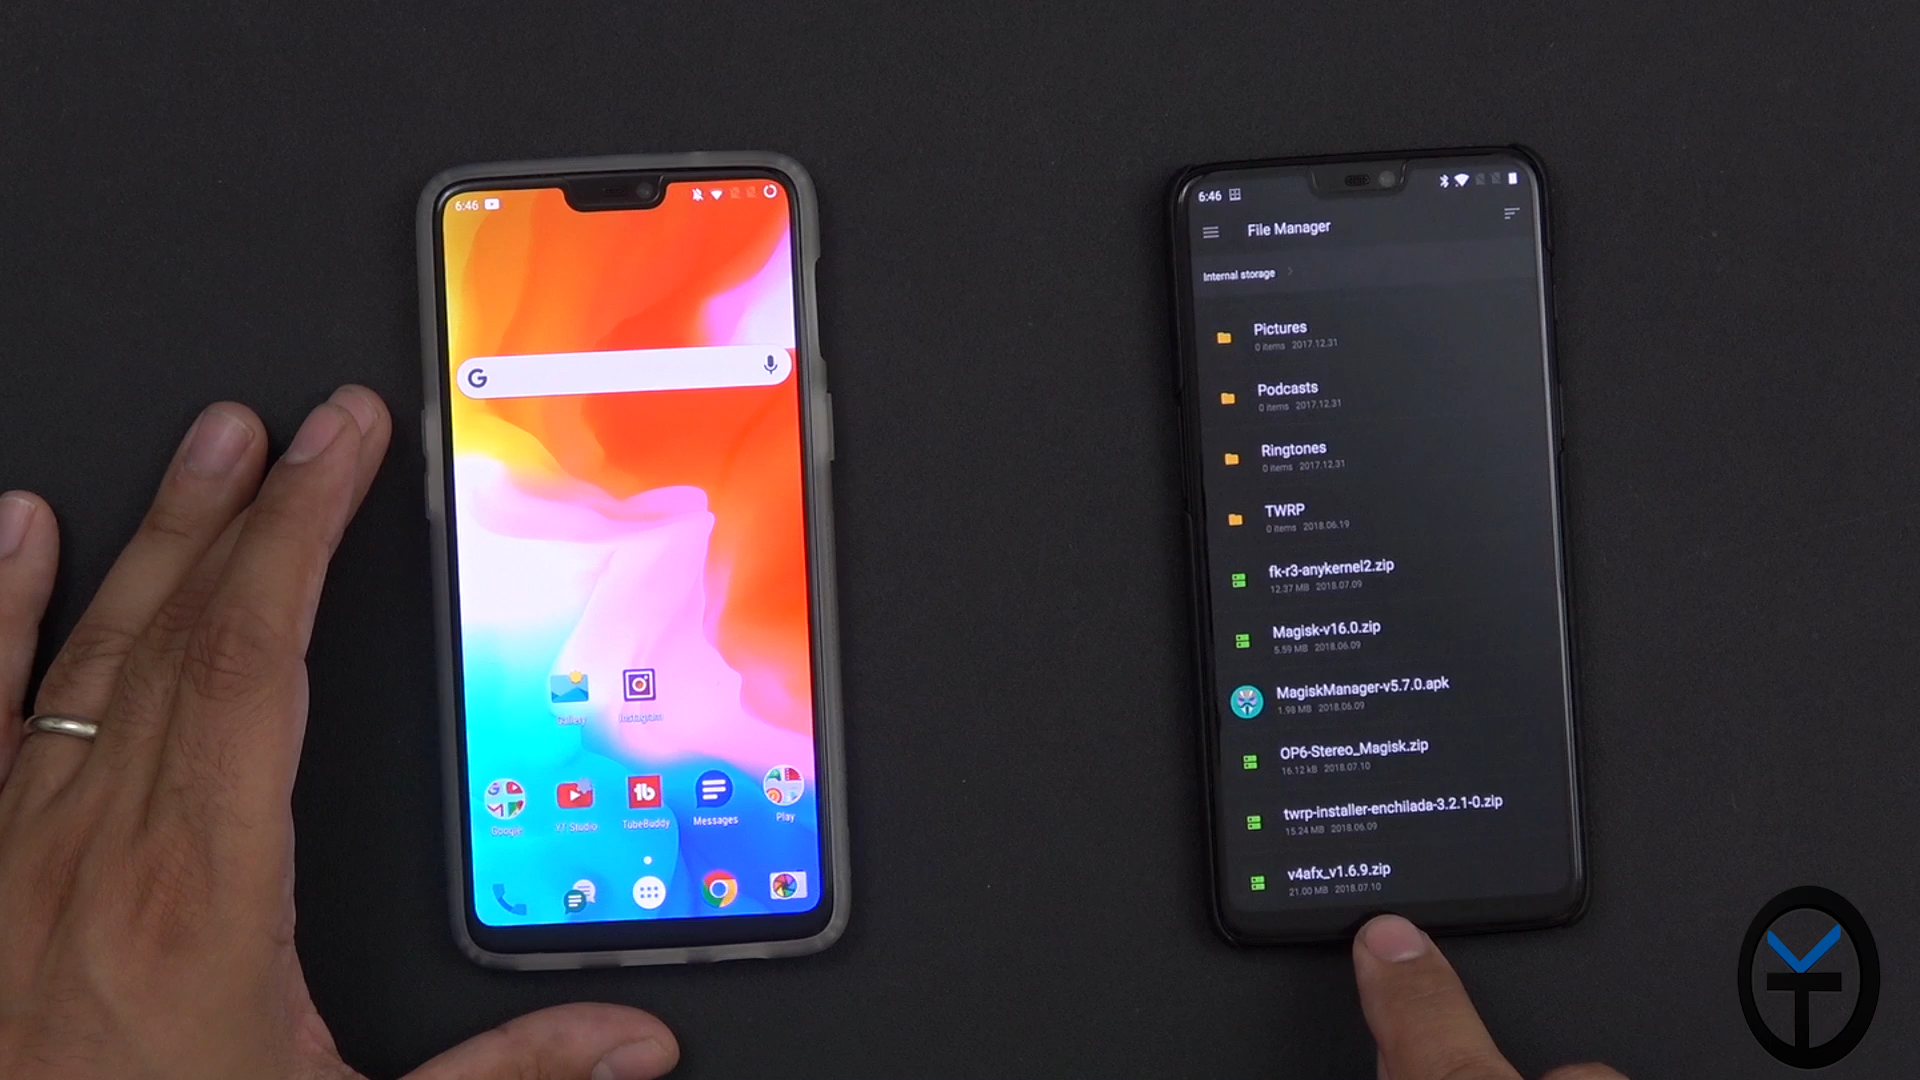 6:46
G
Gallery
Instagram
Google
YT Studio
TubeBuddy
Messages
Play
6:46
File Manager
Internal storage
Pictures
0 items 2017.12.31
Podcasts
0 items 2017.12.31
Ringtones
0 items 2017.12.31
TWRP
0 items 2018.06.19
fk-r3-anykernel2.zip
12.37 MB 2018.07.09
Magisk-v16.0.zip
5.59 MB 2018.06.09
MagiskManager-v5.7.0.apk
1.98 MB 2018.06.09
OP6-Stereo_Magisk.zip
16.12 kB 2018.07.10
twrp-installer-enchilada-3.2.1-0.zip
15.24 MB 2018.06.09
v4afx_v1.6.9.zip
21.00 MB 2018.07.10